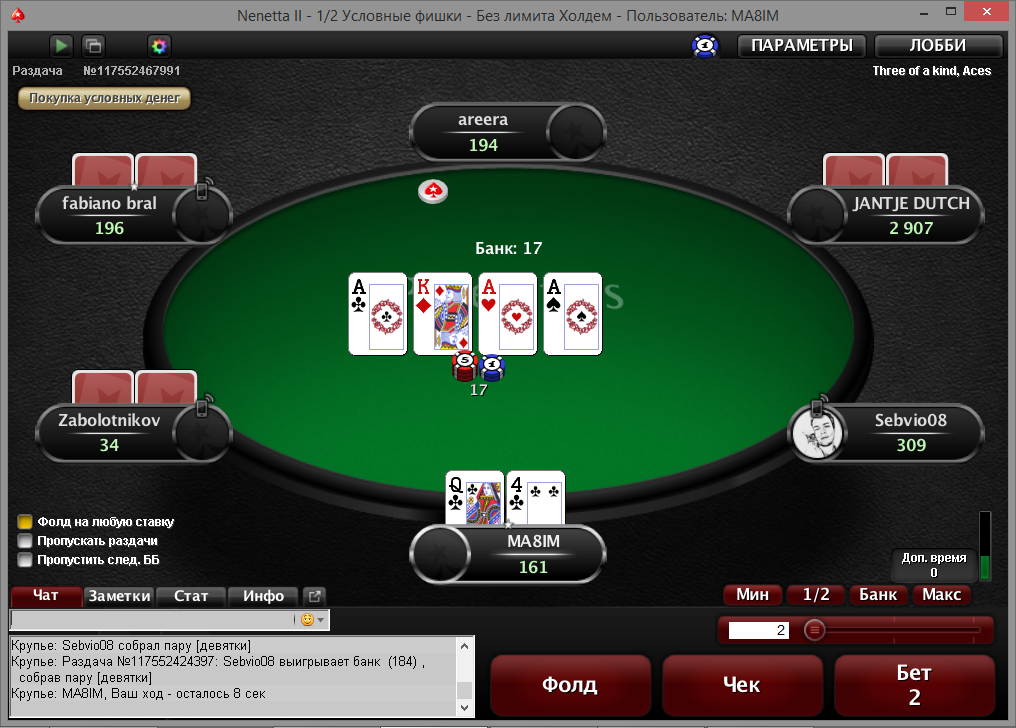 Nenetta II - 1/2 Условные фишки - Без лимита Холдем - Пользователь: MA8IM
1
ПАРАМЕТРЫ
ЛОББИ
Раздача №117552467991
Three of a kind, Aces
Покупка условных денег
areera
194
fabiano bral
196
JANTJE DUTCH
2 907
Банк: 17
A
K
A
A
5
1
17
Zabolotnikov
34
Sebvio08
309
Q
4
MA8IM
161
Фолд на любую ставку
Пропускать раздачи
Пропустить след. ББ
Доп. время
0
Чат
Заметки
Стат
Инфо
Мин
1/2
Банк
Макс
2
Крупье: Sebvio08 собрал пару [девятки]
Крупье: Раздача №117552424397: Sebvio08 выигрывает банк (184) ,
собрав пару [девятки]
Крупье: MA8IM, Ваш ход - осталось 8 сек
Фолд
Чек
Бет
2